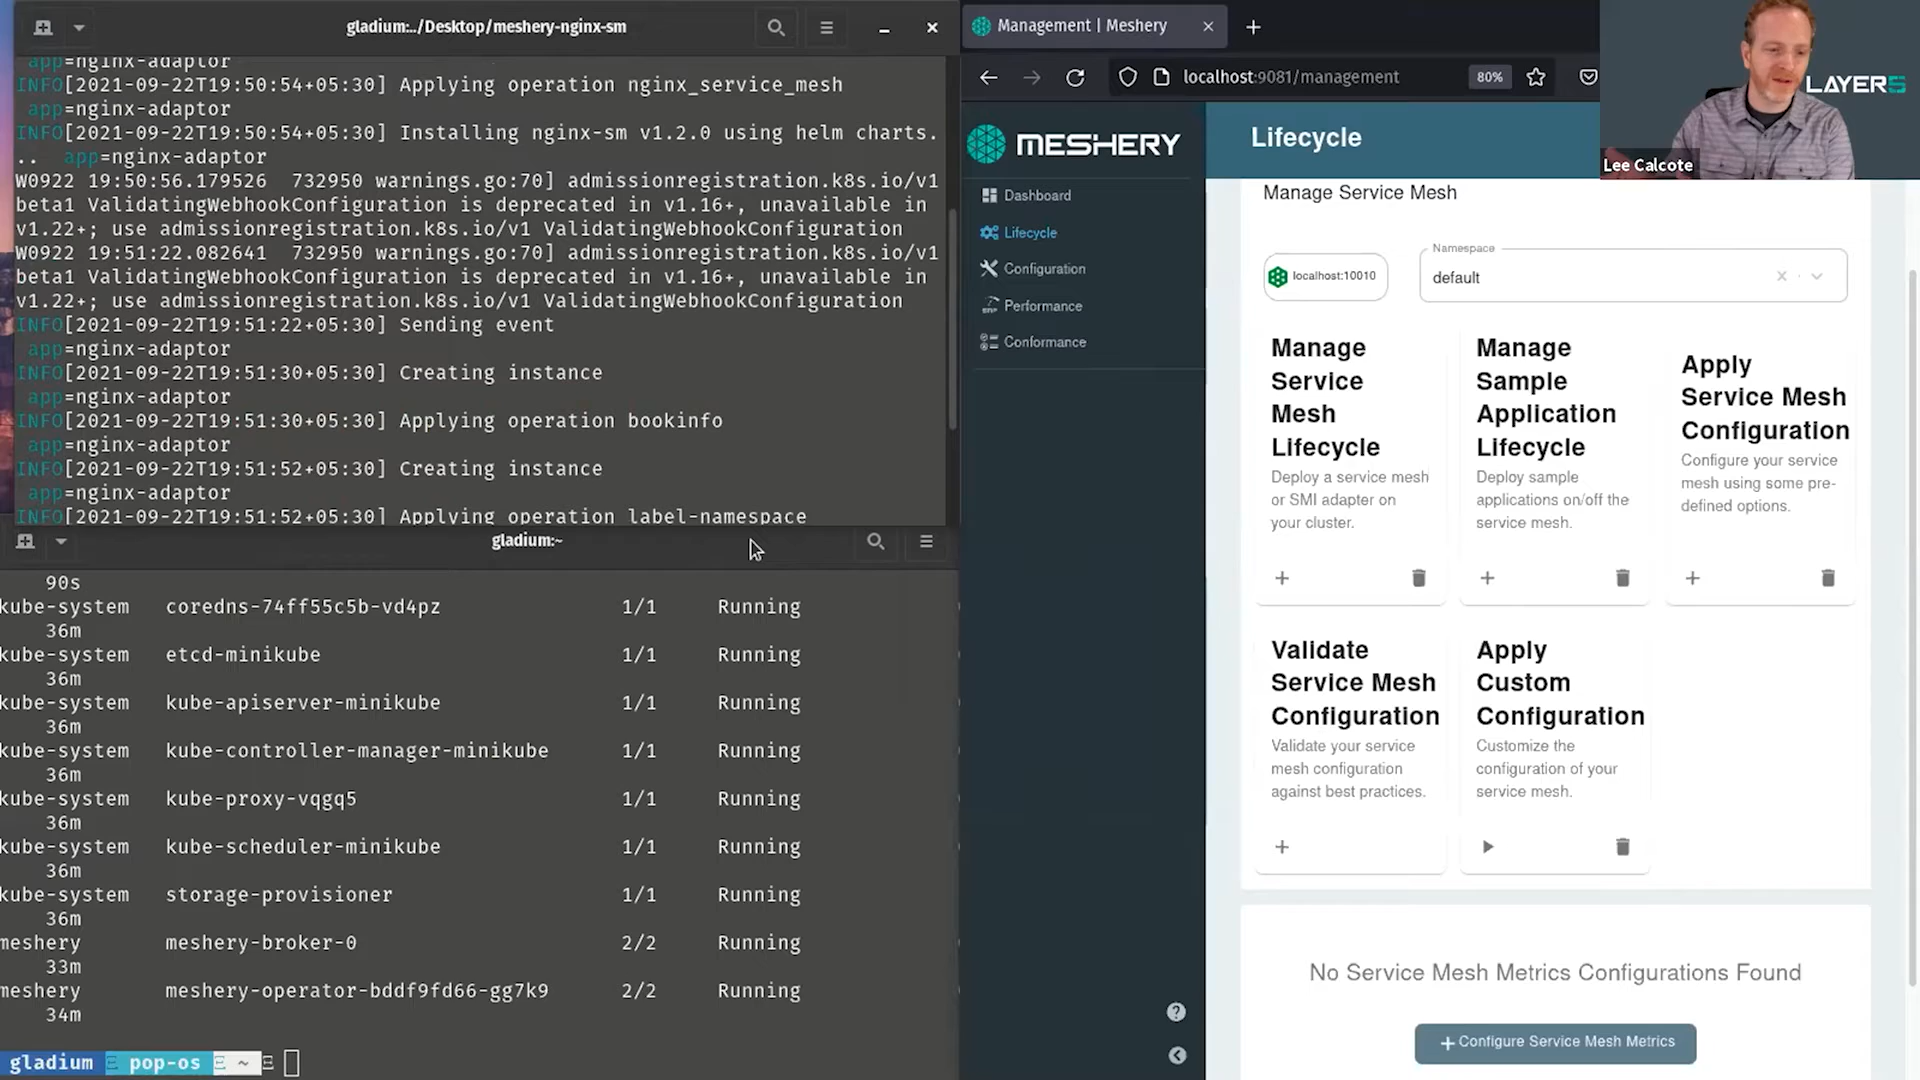 gladium:../Desktop/meshery-nginx-sm
app=nginx-adaptor
INFO[2021-09-22T19:50:54+05:30] Applying operation nginx_service_mesh
app=nginx-adaptor
INFO[2021-09-22T19:50:54+05:30] Installing nginx-sm v1.2.0 using helm charts.
.. app=nginx-adaptor
W0922 19:50:56.179526 732950 warnings.go:70] admissionregistration.k8s.io/v1
beta1 ValidatingWebhookConfiguration is deprecated in v1.16+, unavailable in
v1.22+; use admissionregistration.k8s.io/v1 ValidatingWebhookConfiguration
W0922 19:51:22.082641 732950 warnings.go:70] admissionregistration.k8s.io/v1
beta1 ValidatingWebhookConfiguration is deprecated in v1.16+, unavailable in
v1.22+; use admissionregistration.k8s.io/v1 ValidatingWebhookConfiguration
INFO[2021-09-22T19:51:22+05:30] Sending event
app=nginx-adaptor
INFO[2021-09-22T19:51:30+05:30] Creating instance
app=nginx-adaptor
INFO[2021-09-22T19:51:30+05:30] Applying operation bookinfo
app=nginx-adaptor
INFO[2021-09-22T19:51:52+05:30] Creating instance
app=nginx-adaptor
INFO[2021-09-22T19:51:52+05:30] Applying operation label-namespace
gladium:~
90s
kube-system coredns-74ff55c5b-vd4pz 1/1 Running
36m
kube-system etcd-minikube 1/1 Running
36m
kube-system kube-apiserver-minikube 1/1 Running
36m
kube-system kube-controller-manager-minikube 1/1 Running
36m
kube-system kube-proxy-vqgq5 1/1 Running
36m
kube-system kube-scheduler-minikube 1/1 Running
36m
kube-system storage-provisioner 1/1 Running
36m
meshery meshery-broker-0 2/2 Running
33m
meshery meshery-operator-bddf9fd66-gg7k9 2/2 Running
34m
gladium pop-os ~
Management | Meshery
localhost:9081/management 80%
LAYER5
Lee Calcote
MESHERY
Dashboard
Lifecycle
Configuration
Performance
Conformance
Lifecycle
Manage Service Mesh
localhost:10010
Namespace
default
Manage
Service
Mesh
Lifecycle
Deploy a service mesh
or SMI adapter on
your cluster.
Manage
Sample
Application
Lifecycle
Deploy sample
applications on/off the
service mesh.
Apply
Service Mesh
Configuration
Configure your service
mesh using some pre-
defined options.
Validate
Service Mesh
Configuration
Validate your service
mesh configuration
against best practices.
Apply
Custom
Configuration
Customize the
configuration of your
service mesh.
No Service Mesh Metrics Configurations Found
+ Configure Service Mesh Metrics